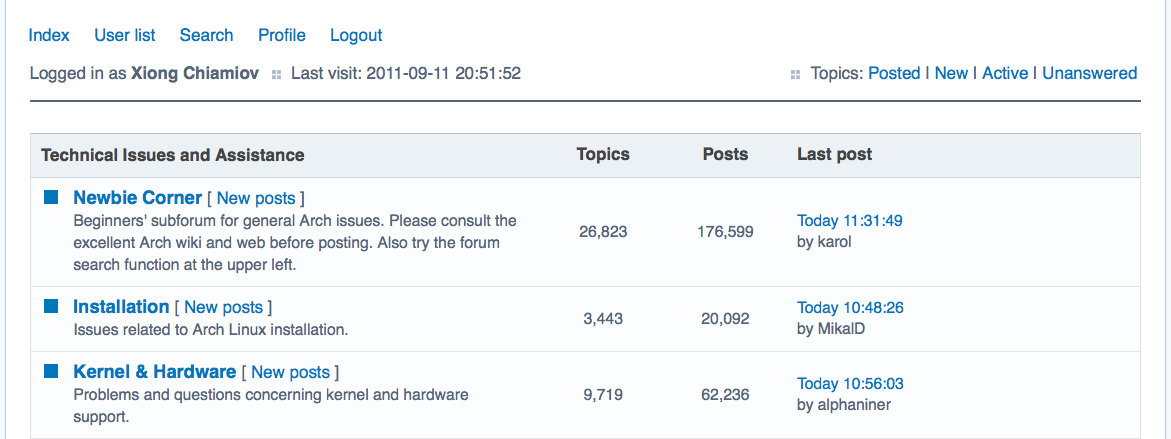 Index User list Search Profile Logout
Logged in as Xiong Chiamiov Last visit: 2011-09-11 20:51:52 Topics: Posted | New | Active | Unanswered
Technical Issues and Assistance Topics Posts Last post
Newbie Corner [ New posts ]
Beginners' subforum for general Arch issues. Please consult the
excellent Arch wiki and web before posting. Also try the forum
search function at the upper left.
26,823 176,599
Today 11:31:49
by karol
Installation [ New posts ]
Issues related to Arch Linux installation.
3,443 20,092
Today 10:48:26
by MikalD
Kernel & Hardware [ New posts ]
Problems and questions concerning kernel and hardware
support.
9,719 62,236
Today 10:56:03
by alphaniner